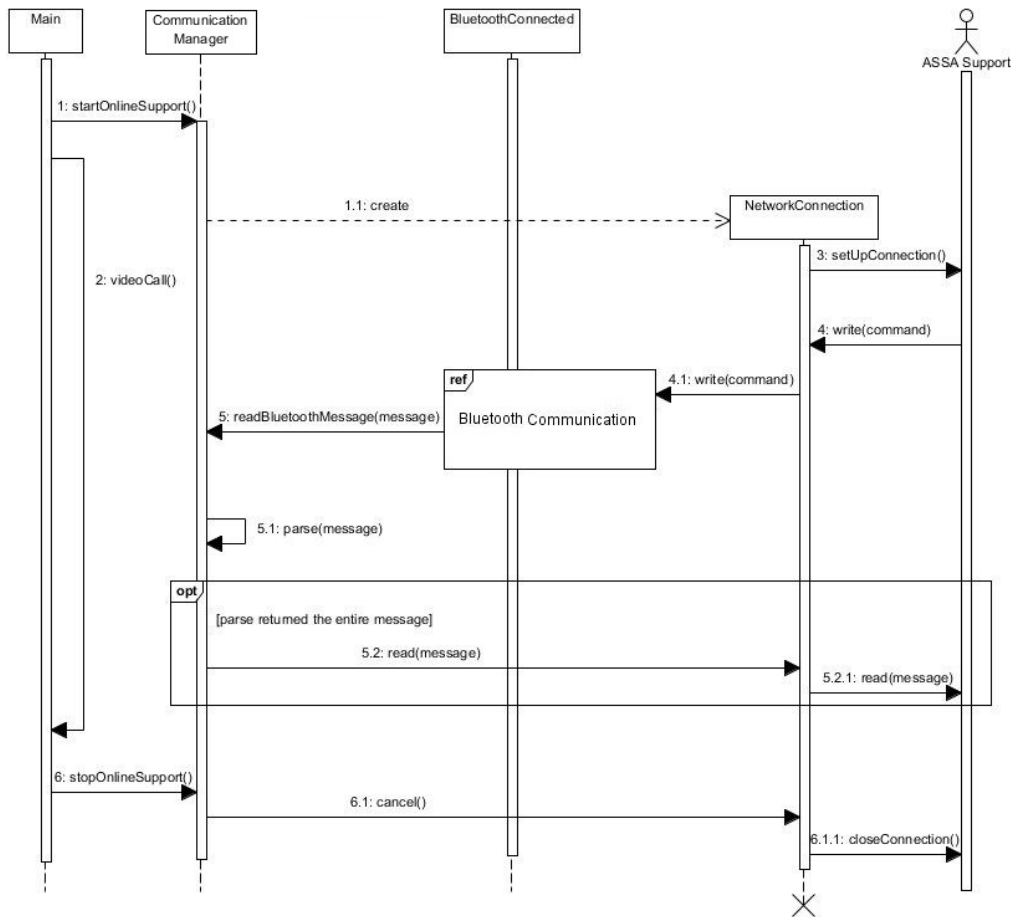 Main
Communication
Manager
BluetoothConnected
ASSA Support
1: startOnlineSupport()
1.1: create
NetworkConnection
3: setUpConnection()
2: videoCall()
4: write(command)
ref
4.1: write(command)
5: readBluetoothMessage(message)
Bluetooth Communication
5.1: parse(message)
opt
[parse returned the entire message]
5.2: read(message)
5.2.1: read(message)
6: stopOnlineSupport()
6.1: cancel()
6.1.1: closeConnection()